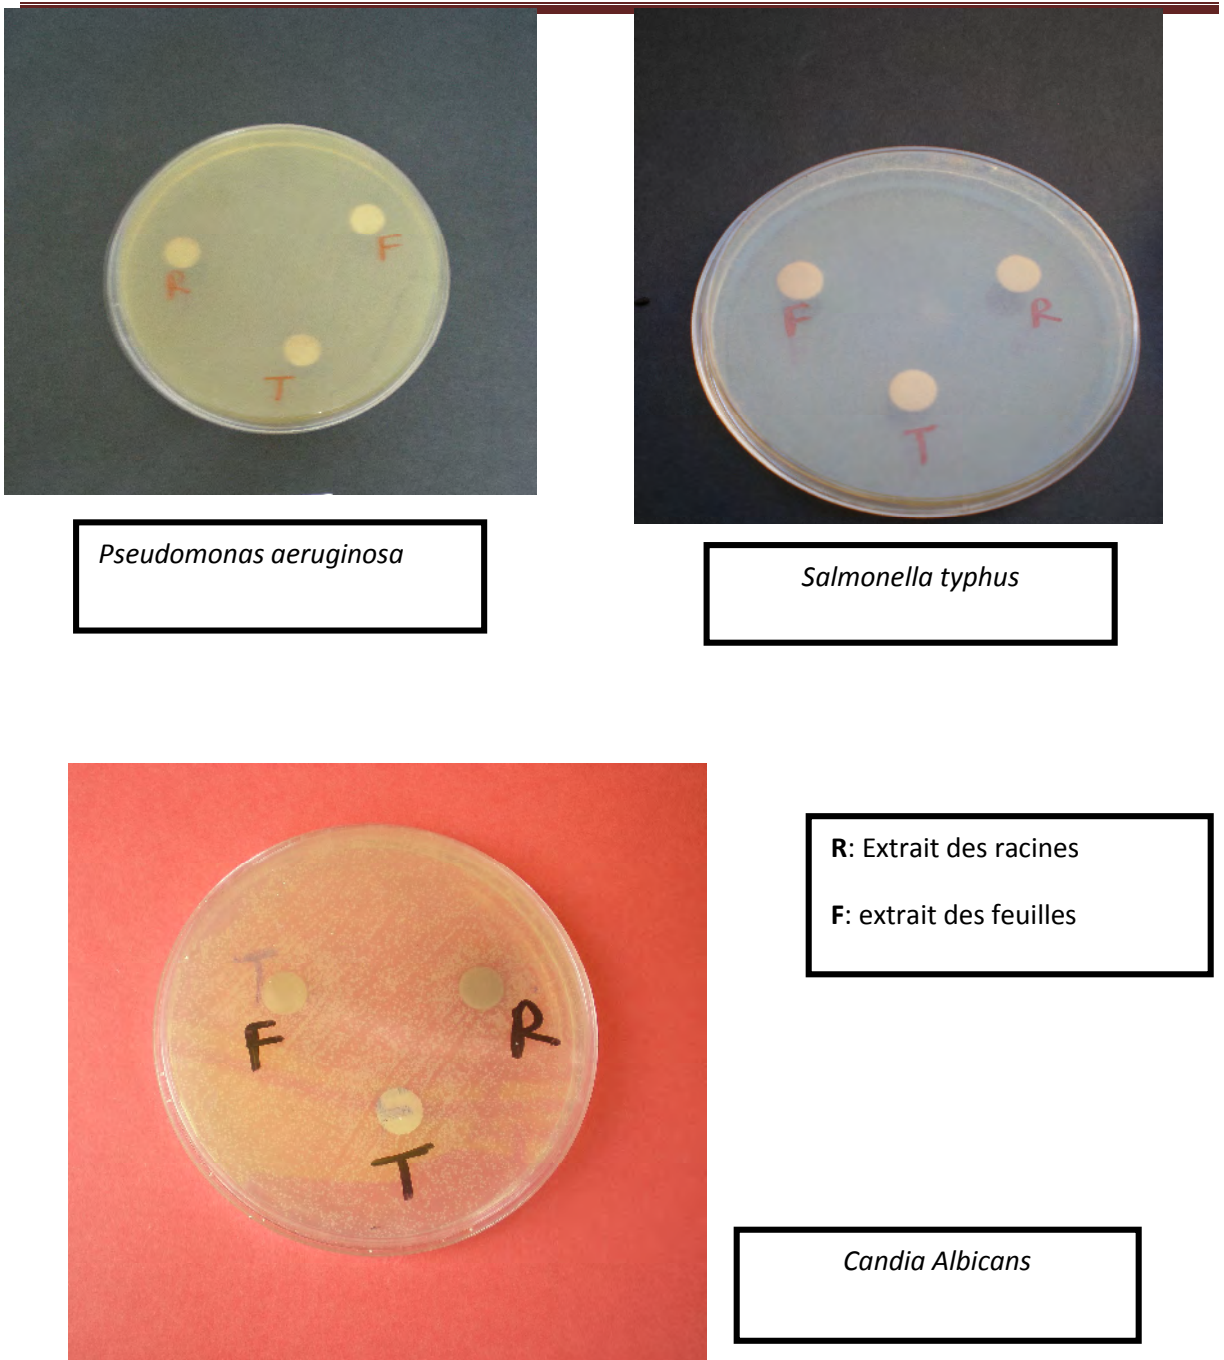 R
F
T
F
R
T
Pseudomonas aeruginosa
Salmonella typhus
T
F
R
T
R: Extrait des racines
F: extrait des feuilles
Candia Albicans